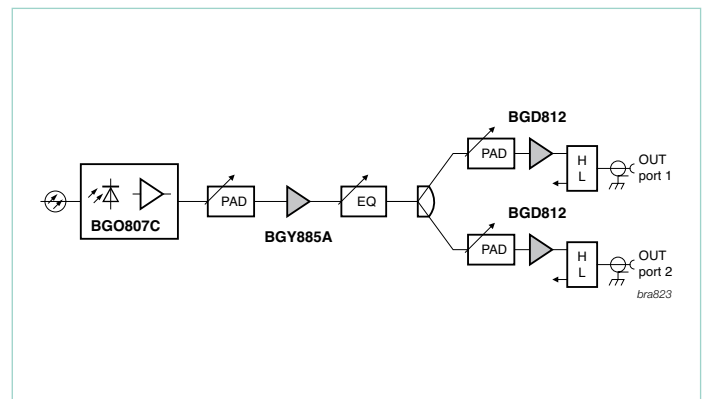 BGO807C
PAD
BGY885A
EQ
BGD812
PAD
H
L
OUT
port 1
BGD812
PAD
H
L
OUT
port 2
bra823